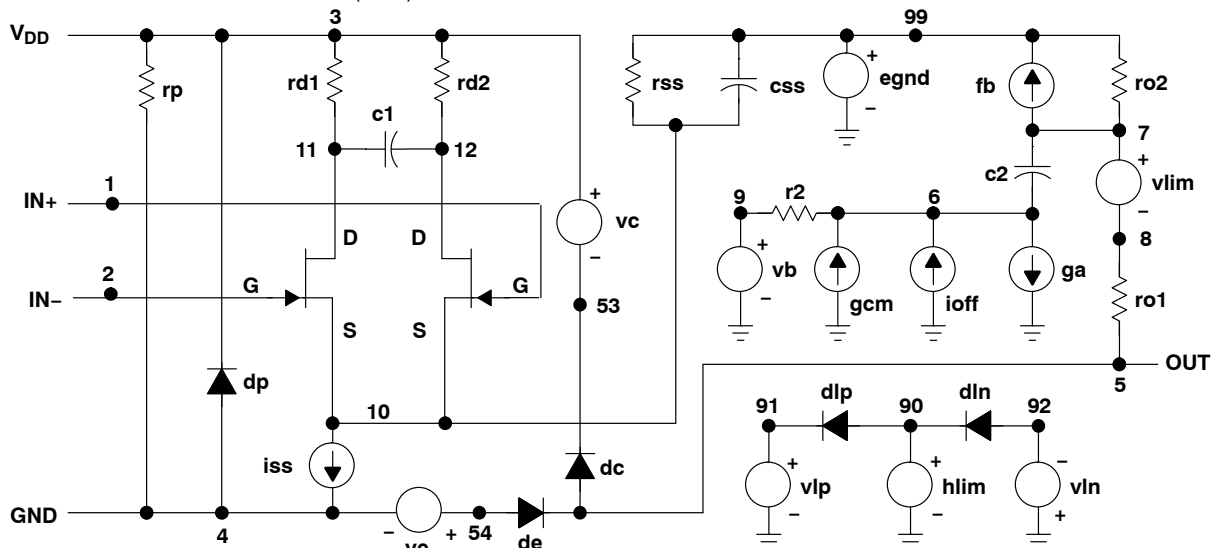 3
99
VDD
rp
rd1
rd2
c1
11
12
rss
css
egnd
+
−
fb
ro2
7
c2
+
vlim
−
8
ro1
1
IN+
2
IN−
D
D
G
G
S
S
+
vc
−
53
9
r2
6
+
vb
−
gcm
ioff
ga
OUT
5
dp
10
iss
dc
GND
4
−
+
54
de
91
dlp
90
dln
92
+
vlp
−
+
hlim
−
−
vln
+